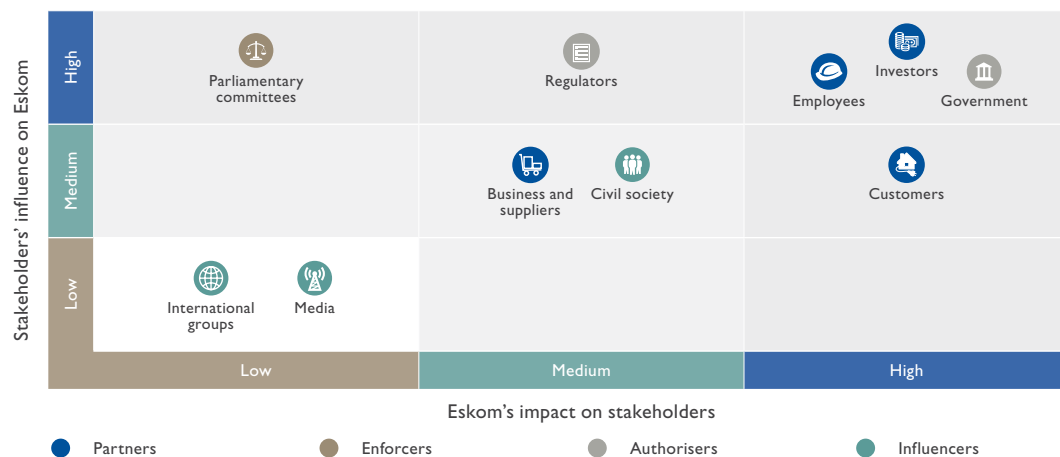 Stakeholders' influence on Eskom
High
Parliamentary
committees
Regulators
Employees
Investors
Government
Medium
Business and
suppliers
Civil society
Customers
Low
International
groups
Media
Low
Medium
High
Eskom's impact on stakeholders
Partners
Enforcers
Authorisers
Influencers